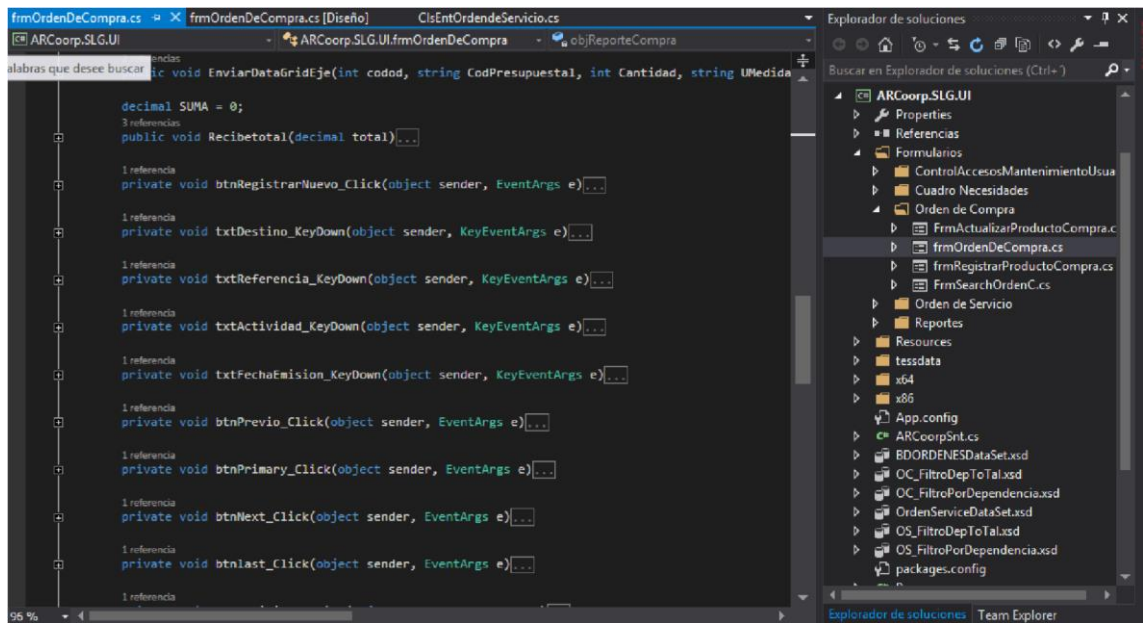 frmOrdenDeCompra.cs frmOrdenDeCompra.cs [Diseño] ClsEntOrdendeServicio.cs
ARCoorp.SLG.UI ARCoorp.SLG.UI.frmOrdenDeCompra objReporteCompra
alabras que desee buscar
void EnviarDataGridEje(int codod, string CodPresupuestal, int Cantidad, string UMedida
decimal SUMA = 0;
3 referencias
public void Recibetotal(decimal total)...
1 referencia
private void btnRegistrarNuevo_Click(object sender, EventArgs e)...
1 referencia
private void txtDestino_KeyDown(object sender, KeyEventArgs e)...
1 referencia
private void txtReferencia_KeyDown(object sender, KeyEventArgs e)...
1 referencia
private void txtActividad_KeyDown(object sender, KeyEventArgs e)...
1 referencia
private void txtFechaEmision_KeyDown(object sender, KeyEventArgs e)...
1 referencia
private void btnPrevio_Click(object sender, EventArgs e)...
1 referencia
private void btnPrimary_Click(object sender, EventArgs e)...
1 referencia
private void btnNext_Click(object sender, EventArgs e)...
1 referencia
private void btnlast_Click(object sender, EventArgs e)...
1 referencia
95 %
Explorador de soluciones
Buscar en Explorador de soluciones (Ctrl+´)
ARCoorp.SLG.UI
Properties
Referencias
Formularios
ControlAccesosMantenimientoUsua
Cuadro Necesidades
Orden de Compra
FrmActualizarProductoCompra.c
frmOrdenDeCompra.cs
frmRegistrarProductoCompra.cs
FrmSearchOrdenC.cs
Orden de Servicio
Reportes
Resources
tessdata
x64
x86
App.config
ARCoorpSnt.cs
BDORDENESDataSet.xsd
OC_FiltroDepToTal.xsd
OC_FiltroPorDependencia.xsd
OrdenServiceDataSet.xsd
OS_FiltroDepToTal.xsd
OS_FiltroPorDependencia.xsd
packages.config
Explorador de soluciones Team Explorer